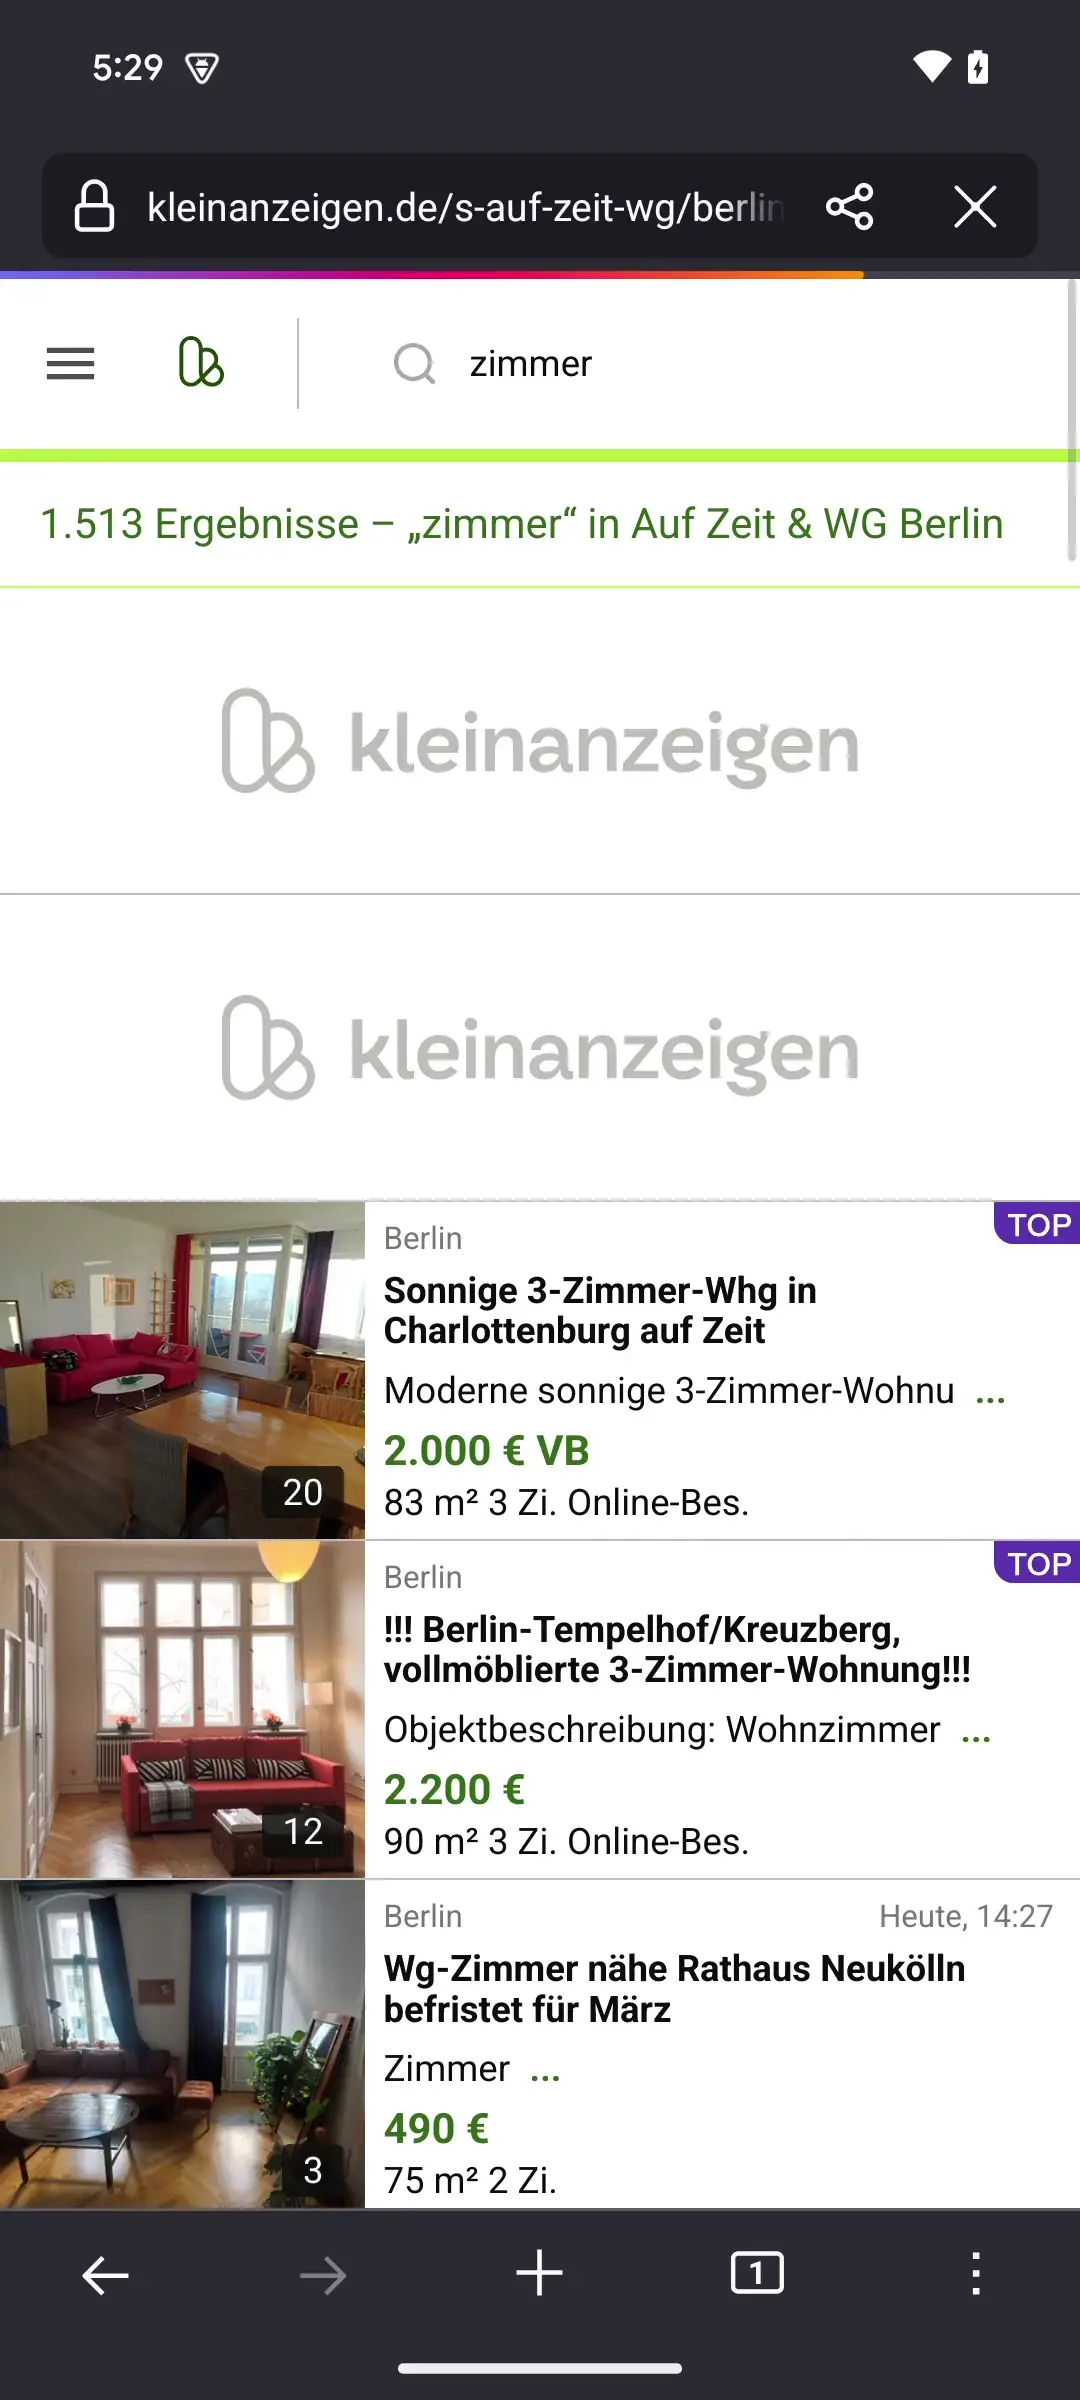 5:29
kleinanzeigen.de/s-auf-zeit-wg/berlin
zimmer
1.513 Ergebnisse – „zimmer“ in Auf Zeit & WG Berlin
kleinanzeigen
kleinanzeigen
Berlin
TOP
Sonnige 3-Zimmer-Whg in
Charlottenburg auf Zeit
Moderne sonnige 3-Zimmer-Wohnu ...
2.000 € VB
20
83 m² 3 Zi. Online-Bes.
Berlin
TOP
!!! Berlin-Tempelhof/Kreuzberg,
vollmöblierte 3-Zimmer-Wohnung!!!
Objektbeschreibung: Wohnzimmer ...
2.200 €
12
90 m² 3 Zi. Online-Bes.
Berlin
Heute, 14:27
Wg-Zimmer nähe Rathaus Neukölln
befristet für März
Zimmer ...
490 €
3
75 m² 2 Zi.
1